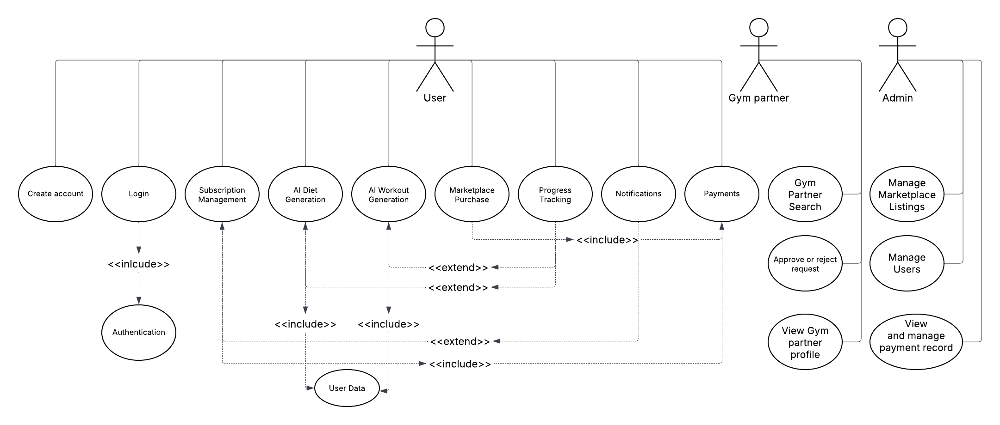 User
Gym partner
Admin
Create account
Login
Subscription
Management
AI Diet
Generation
AI Workout
Generation
Marketplace
Purchase
Progress
Tracking
Notifications
Payments
Gym
Partner
Search
Manage
Marketplace
Listings
<<include>>
<<inlcude>>
<<extend>>
<<extend>>
Approve or reject
request
Manage
Users
Authentication
<<include>>
<<include>>
<<extend>>
<<include>>
View Gym
partner
profile
View
and manage
payment record
User Data